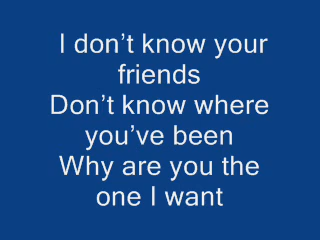 I don’t know your
friends
Don’t know where
you’ve been
Why are you the
one I want